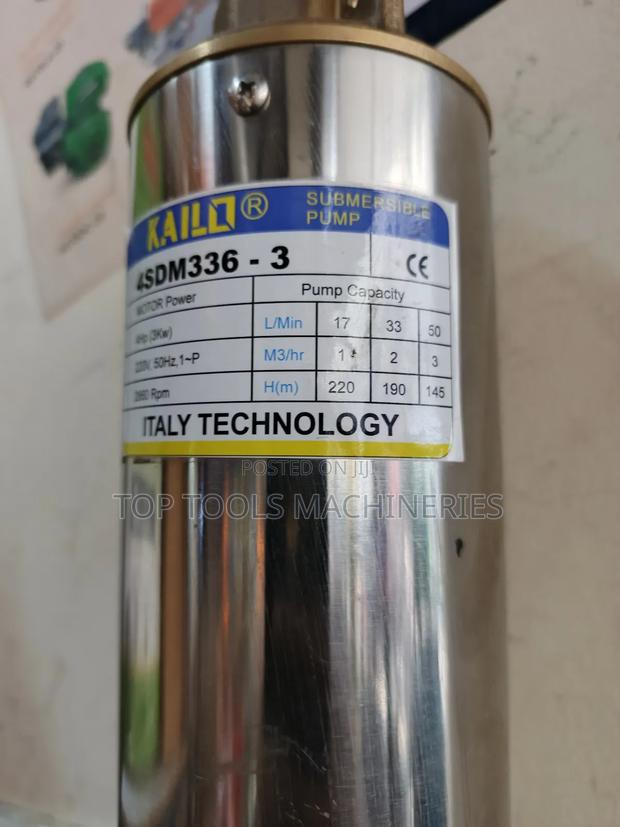 KAILO®
SUBMERSIBLE
PUMP
4SDM336 - 3
CE
MOTOR Power
Pump Capacity
4Hp (3Kw)
L/Min 17 33 50
220V, 50Hz,1~P
M3/hr 1 2 3
Rpm
H(m) 220 190 145
ITALY TECHNOLOGY
POSTED ON JIJI
TOP TOOLS MACHINERIES